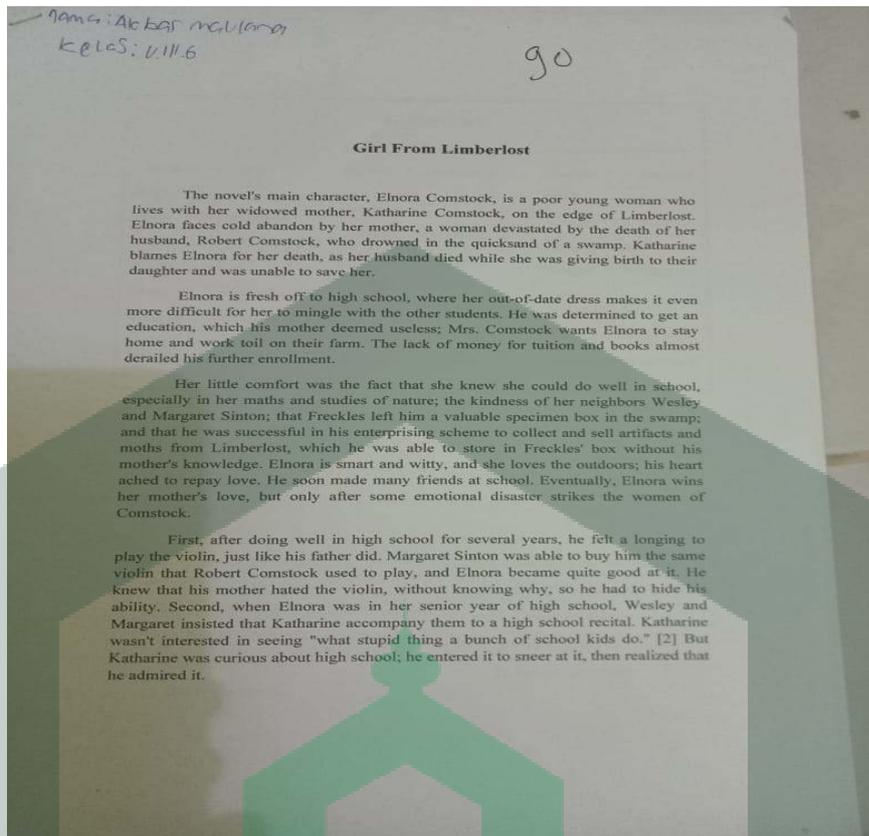 Nama: Akbar maulana
Kelas: VIII.6
90
Girl From Limberlost
The novel's main character, Elnora Comstock, is a poor young woman who
lives with her widowed mother, Katharine Comstock, on the edge of Limberlost.
Elnora faces cold abandon by her mother, a woman devastated by the death of her
husband, Robert Comstock, who drowned in the quicksand of a swamp. Katharine
blames Elnora for her death, as her husband died while she was giving birth to their
daughter and was unable to save her.
Elnora is fresh off to high school, where her out-of-date dress makes it even
more difficult for her to mingle with the other students. He was determined to get an
education, which his mother deemed useless; Mrs. Comstock wants Elnora to stay
home and work toil on their farm. The lack of money for tuition and books almost
derailed his further enrollment.
Her little comfort was the fact that she knew she could do well in school,
especially in her maths and studies of nature; the kindness of her neighbors Wesley
and Margaret Sinton; that Freckles left him a valuable specimen box in the swamp;
and that he was successful in his enterprising scheme to collect and sell artifacts and
moths from Limberlost, which he was able to store in Freckles' box without his
mother's knowledge. Elnora is smart and witty, and she loves the outdoors; his heart
ached to repay love. He soon made many friends at school. Eventually, Elnora wins
her mother's love, but only after some emotional disaster strikes the women of
Comstock.
First, after doing well in high school for several years, he felt a longing to
play the violin, just like his father did. Margaret Sinton was able to buy him the same
violin that Robert Comstock used to play, and Elnora became quite good at it. He
knew that his mother hated the violin, without knowing why, so he had to hide his
ability. Second, when Elnora was in her senior year of high school, Wesley and
Margaret insisted that Katharine accompany them to a high school recital. Katharine
wasn't interested in seeing "what stupid thing a bunch of school kids do." [2] But
Katharine was curious about high school; he entered it to sneer at it, then realized that
he admired it.